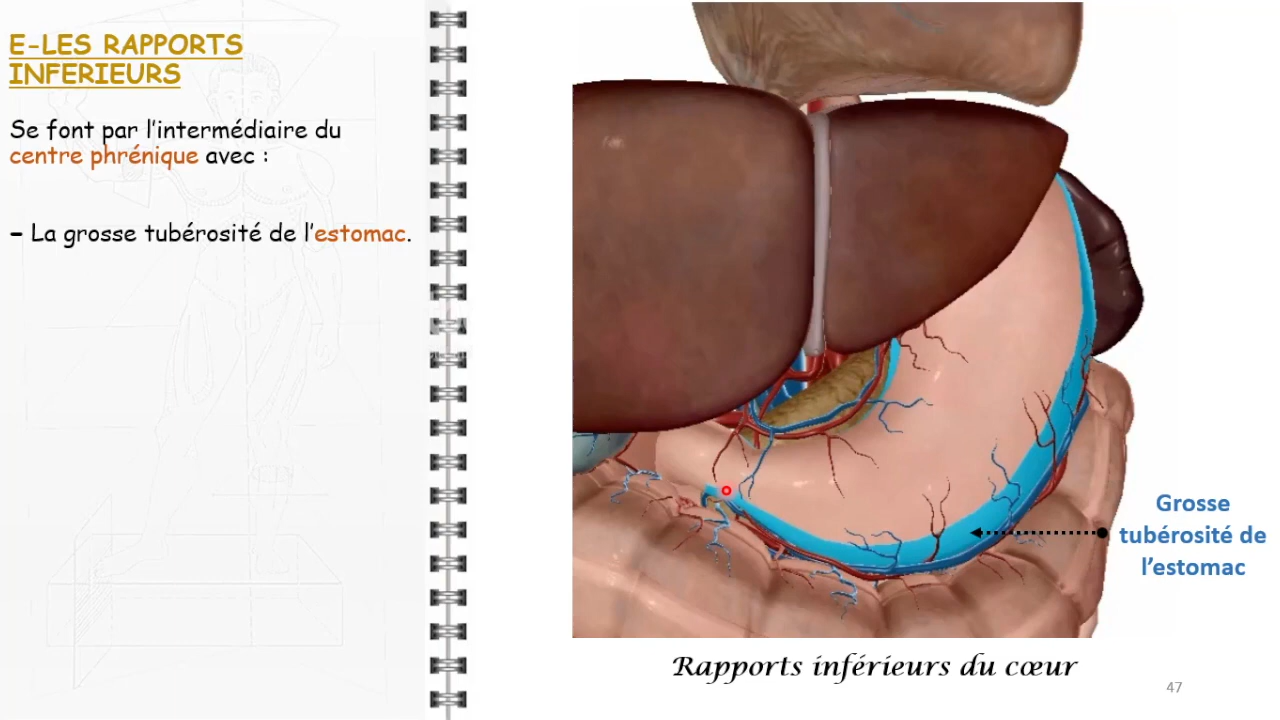 E-LES RAPPORTS
INFERIEURS
Se font par l'intermédiaire du
centre phrénique avec :
- La grosse tubérosité de l'estomac.
Grosse
tubérosité de
l'estomac
Rapports inférieurs du cœur
47